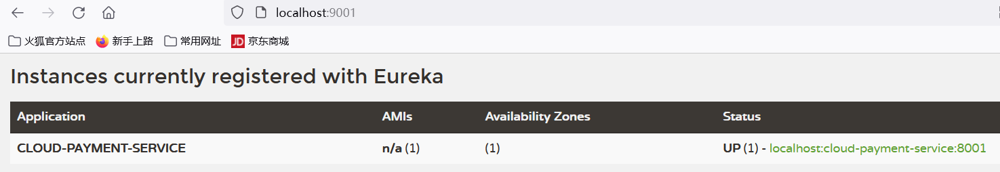 localhost:9001
火狐官方站点 新手上路 常用网址 JD 京东商城
Instances currently registered with Eureka
Application AMIs Availability Zones Status
CLOUD-PAYMENT-SERVICE n/a (1) (1) UP (1) - localhost:cloud-payment-service:8001